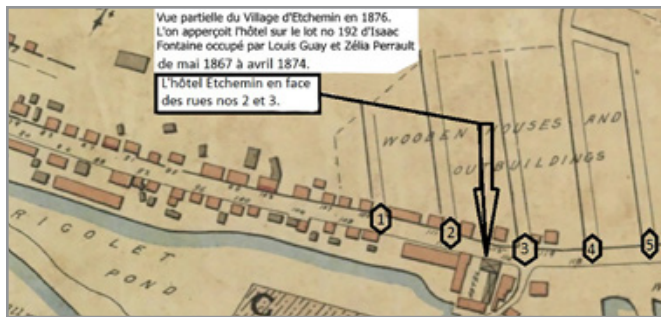 Vue partielle du Village d'Etchemin en 1876.
L'on apperçoit l'hôtel sur le lot no 192 d'Isaac
Fontaine occupé par Louis Guay et Zélia Perrault
de mai 1867 à avril 1874.
L'hôtel Etchemin en face
des rues nos 2 et 3.
WOODEN HOUSES AND
OUTBUILDINGS
1
2
3
4
5
RIGOLET
POND
HOTEL
C